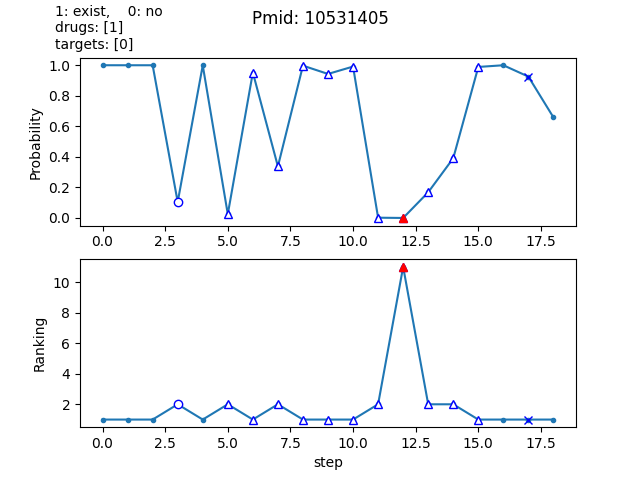 1: exist,    0: no
drugs: [1]
targets: [0]
Pmid: 10531405
Probability
1.0
0.8
0.6
0.4
0.2
0.0
0.0 2.5 5.0 7.5 10.0 12.5 15.0 17.5
Ranking
10
8
6
4
2
0.0 2.5 5.0 7.5 10.0 12.5 15.0 17.5
step